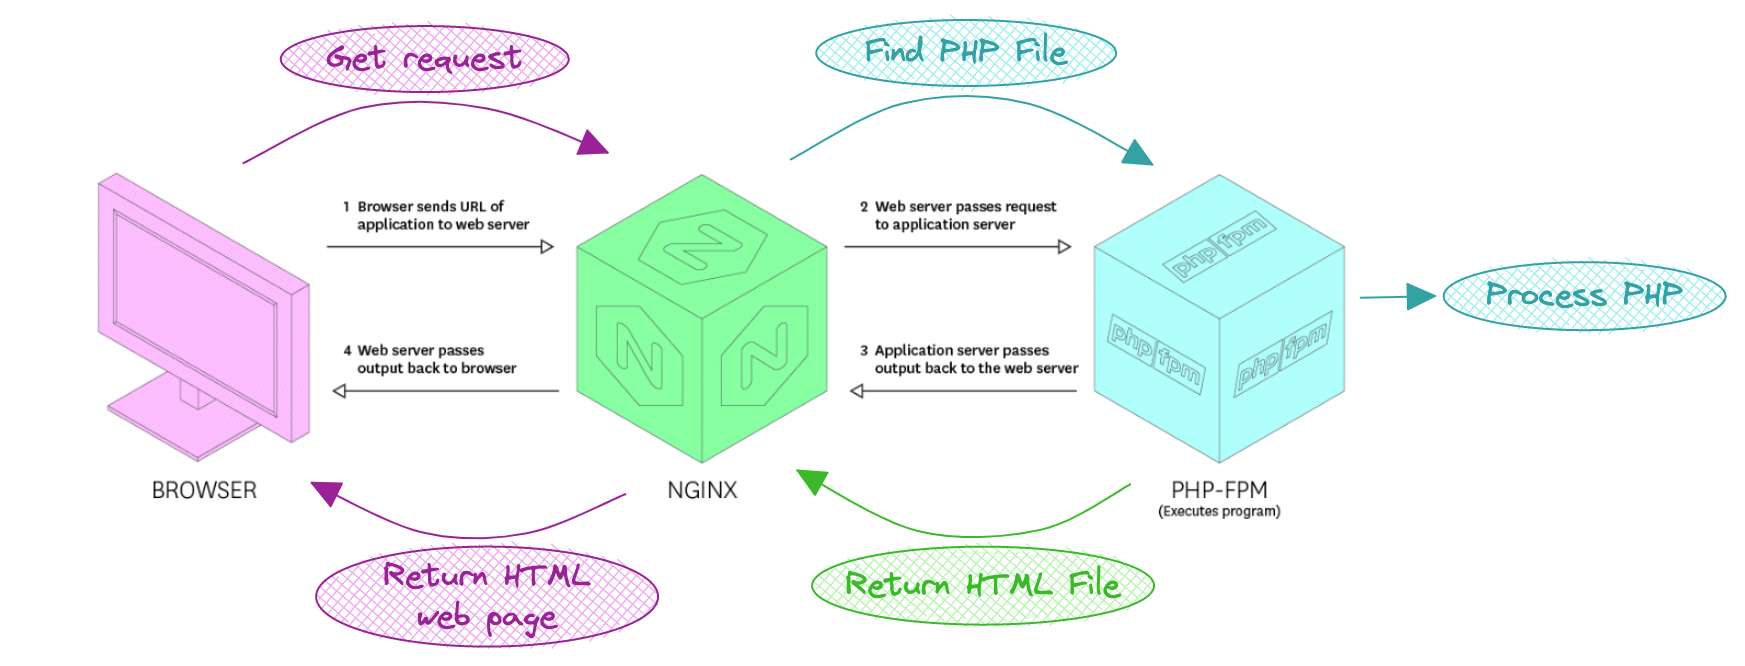 Get request
Find PHP File
1 Browser sends URL of
application to web server
2 Web server passes request
to application server
php fpm
Process PHP
4 Web server passes
output back to browser
3 Application server passes
output back to the web server
php fpm
php fpm
BROWSER
NGINX
PHP-FPM
(Executes program)
Return HTML
web page
Return HTML File